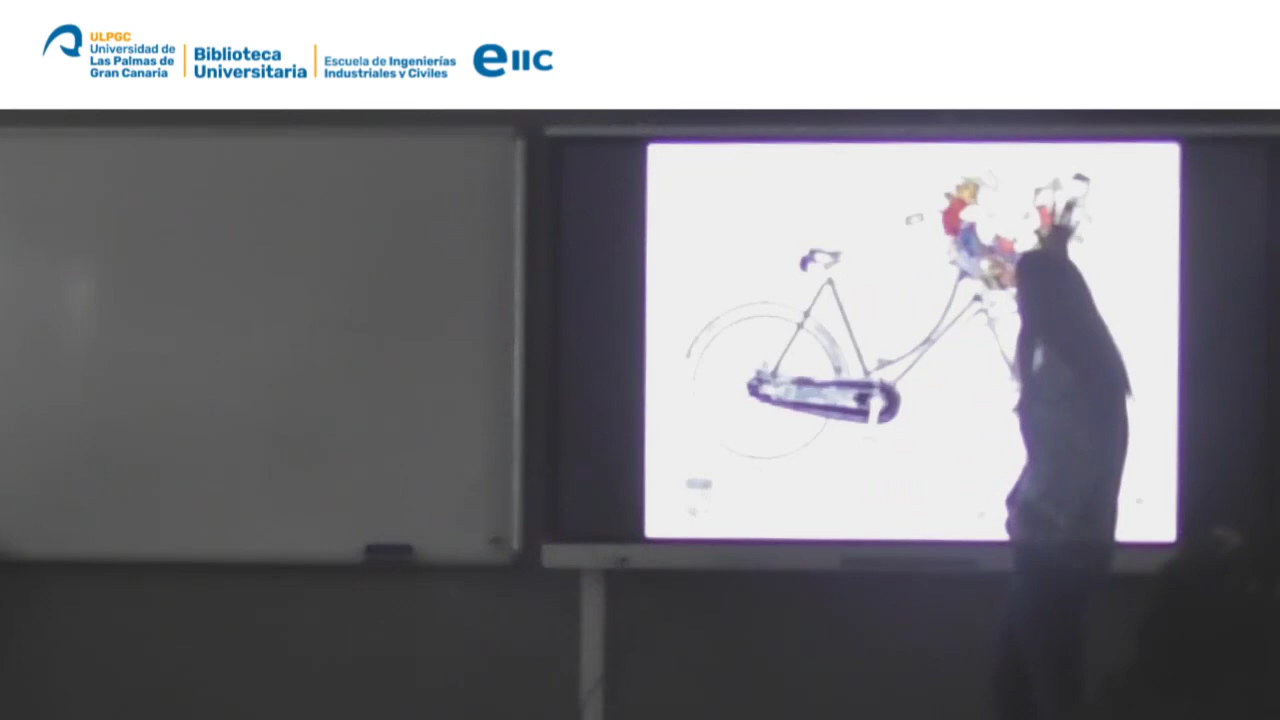 ULPGC
Universidad de
Las Palmas de
Gran Canaria
Biblioteca
Universitaria
Escuela de Ingenierías
Industriales y Civiles
eiic